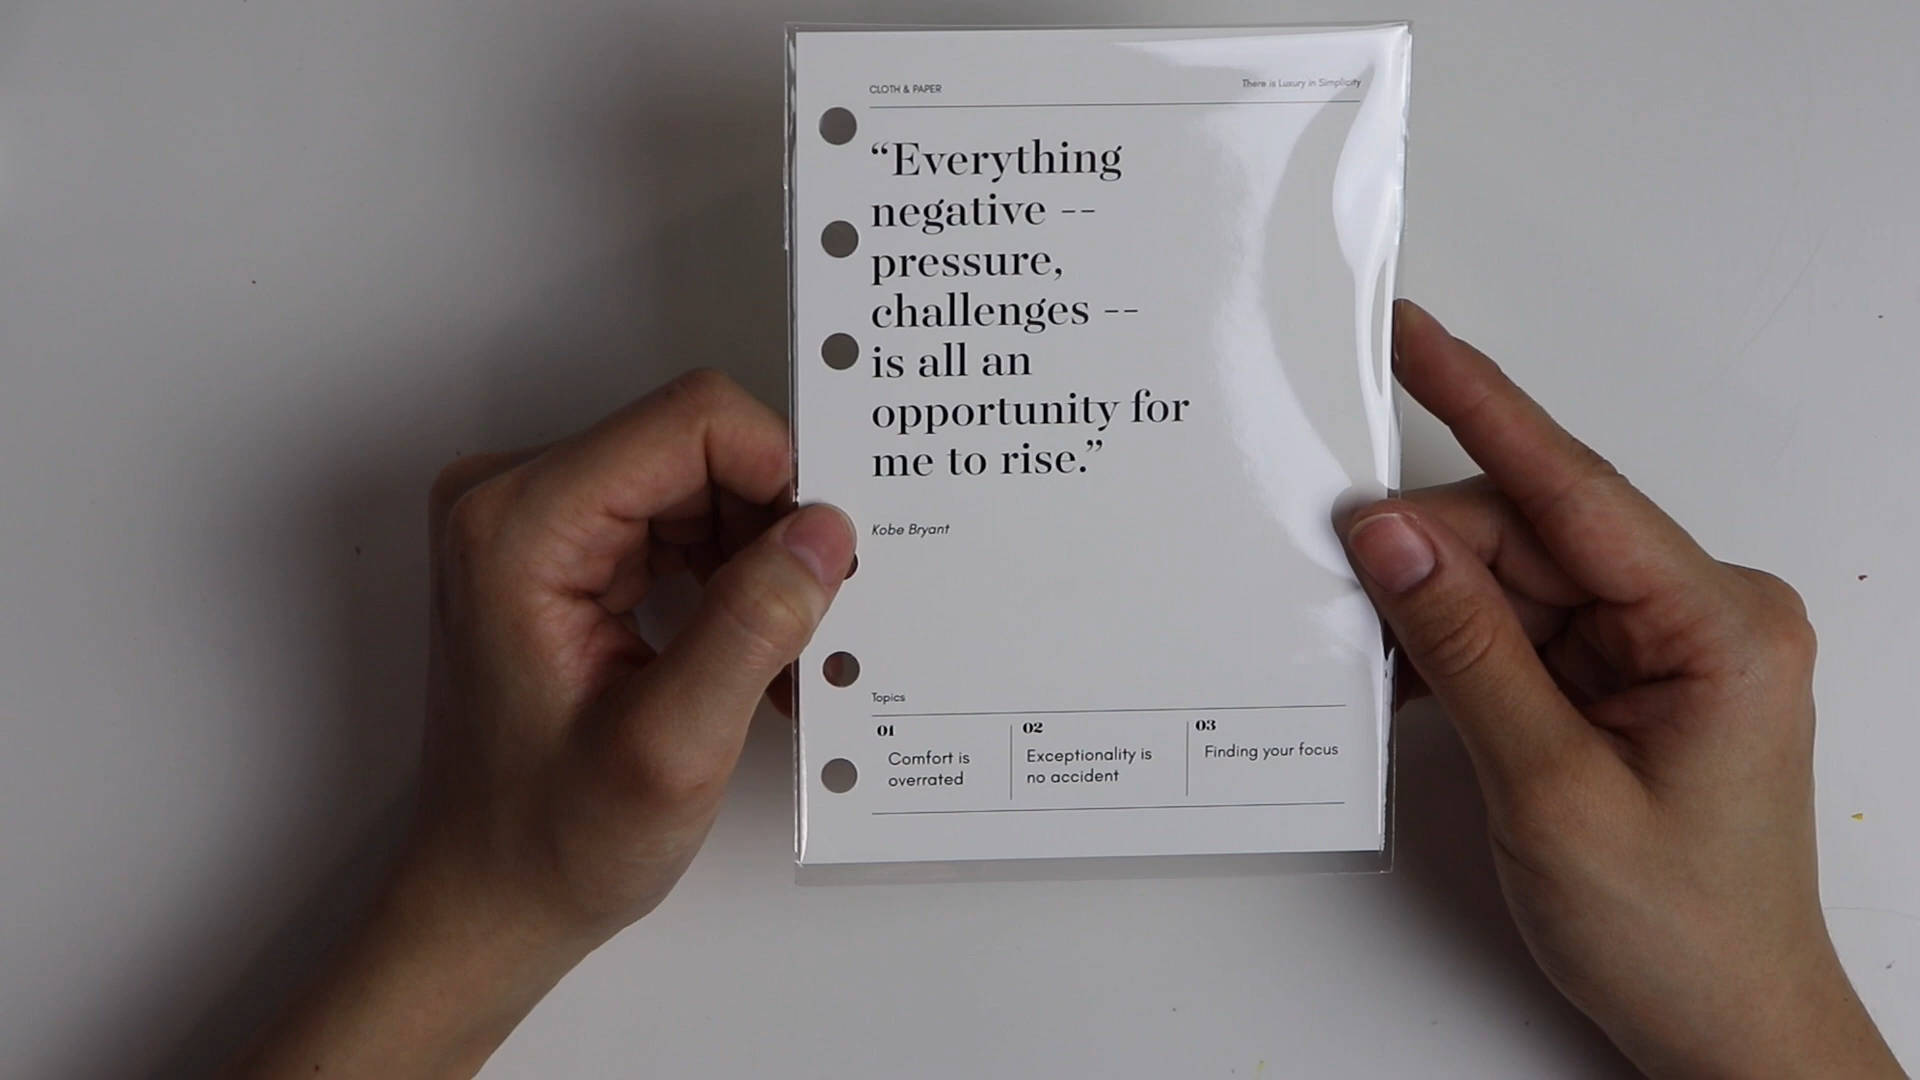 CLOTH & PAPER
There is Luxury in Simplicity
“Everything
negative --
pressure,
challenges --
is all an
opportunity for
me to rise.”
Kobe Bryant
Topics
01
Comfort is
overrated
02
Exceptionality is
no accident
03
Finding your focus